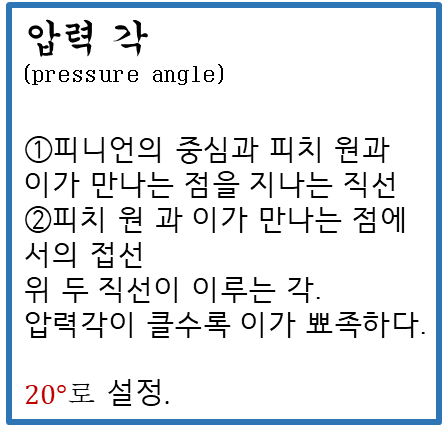 압력 각
(pressure angle)
①피니언의 중심과 피치 원과
이가 만나는 점을 지나는 직선
②피치 원 과 이가 만나는 점에
서의 접선
위 두 직선이 이루는 각.
압력각이 클수록 이가 뾰족하다.
20°로 설정.